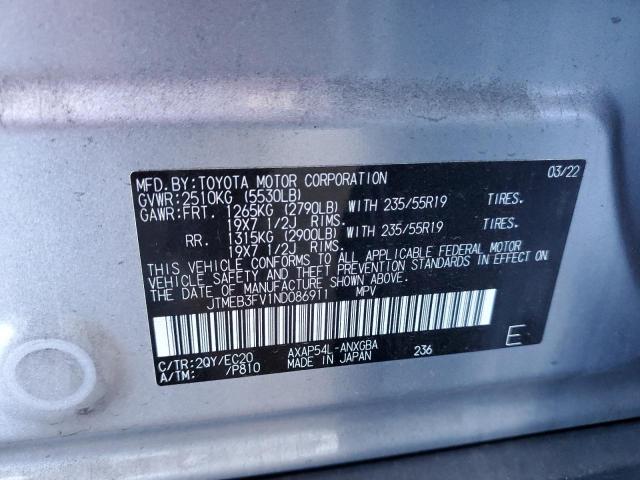 MFD.BY:TOYOTA MOTOR CORPORATION 03/22
GVWR:2510KG (5530LB)
GAWR:FRT. 1265KG (2790LB) WITH 235/55R19 TIRES.
19X7 1/2J RIMS.
RR. 1315KG (2900LB) WITH 235/55R19 TIRES.
19X7 1/2J RIMS.
THIS VEHICLE CONFORMS TO ALL APPLICABLE FEDERAL MOTOR
VEHICLE SAFETY AND THEFT PREVENTION STANDARDS IN EFFECT ON
THE DATE OF MANUFACTURE SHOWN ABOVE.
JTMEB3FV1ND086911 MPV
C/TR:2QY/EC20 AXAP54L-ANXGBA 236 E
A/TM: /P810 MADE IN JAPAN